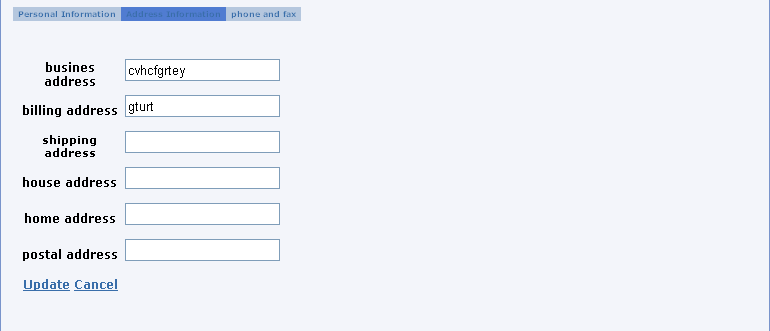 Personal Information Address Information phone and fax
busines
address
cvhcfgrtey
billing address gturt
shipping
address
house address
home address
postal address
Update Cancel